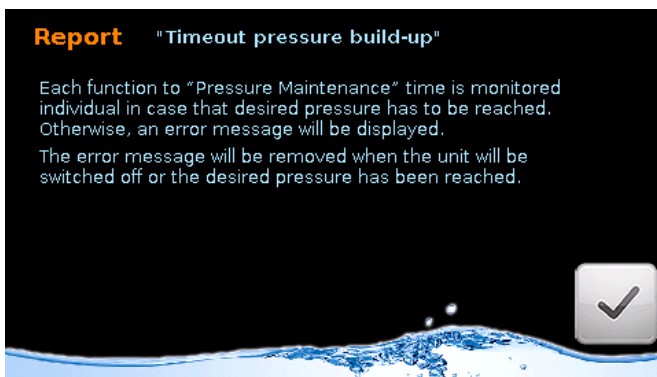 Report "Timeout pressure build-up"
Each function to “Pressure Maintenance” time is monitored
individual in case that desired pressure has to be reached.
Otherwise, an error message will be displayed.
The error message will be removed when the unit will be
switched off or the desired pressure has been reached.